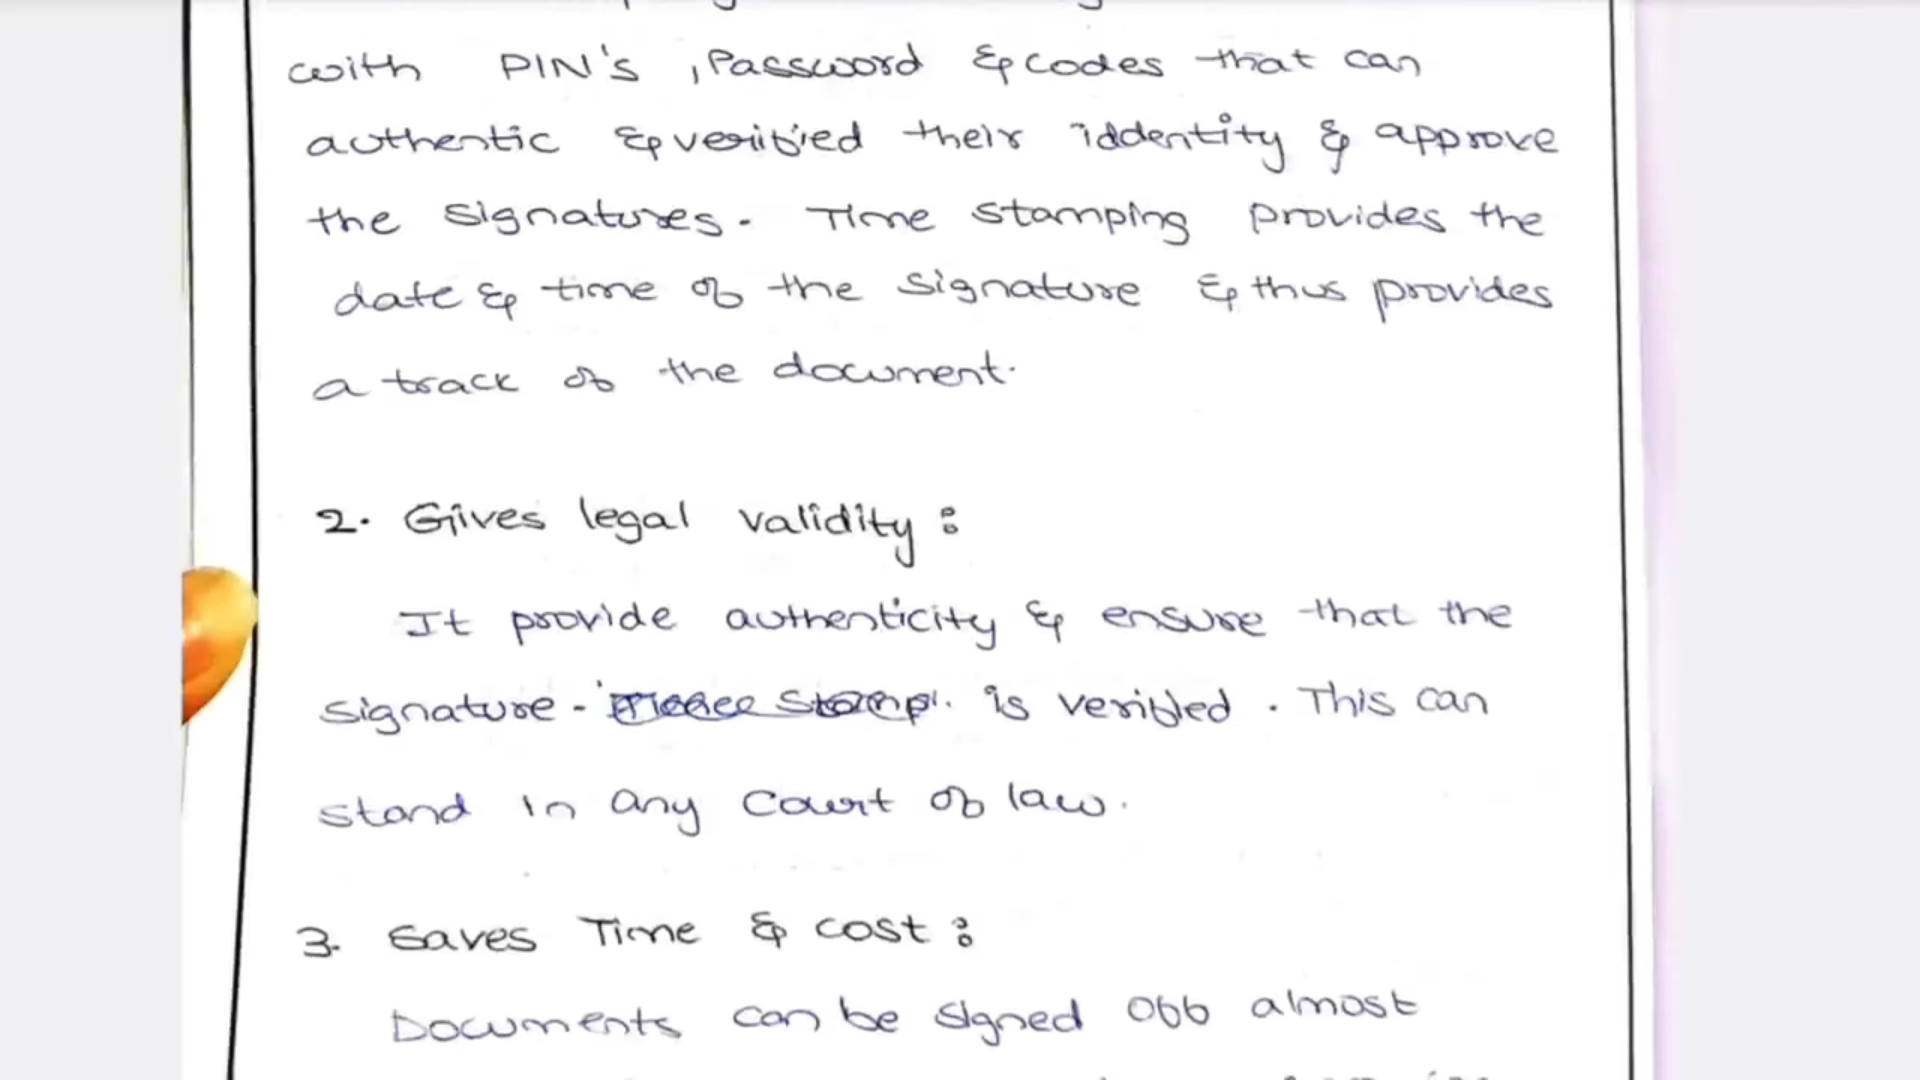 with PIN's , Password & codes that can
authentic & verified their iddentity & approve
the signatures. Time stamping provides the
date & time of the signature & thus provides
a track of the document.
2. Gives legal validity :
It provide authenticity & ensure that the
signature - is verified . This can
stand in any court of law.
3. Saves Time & cost :
Documents can be signed off almost